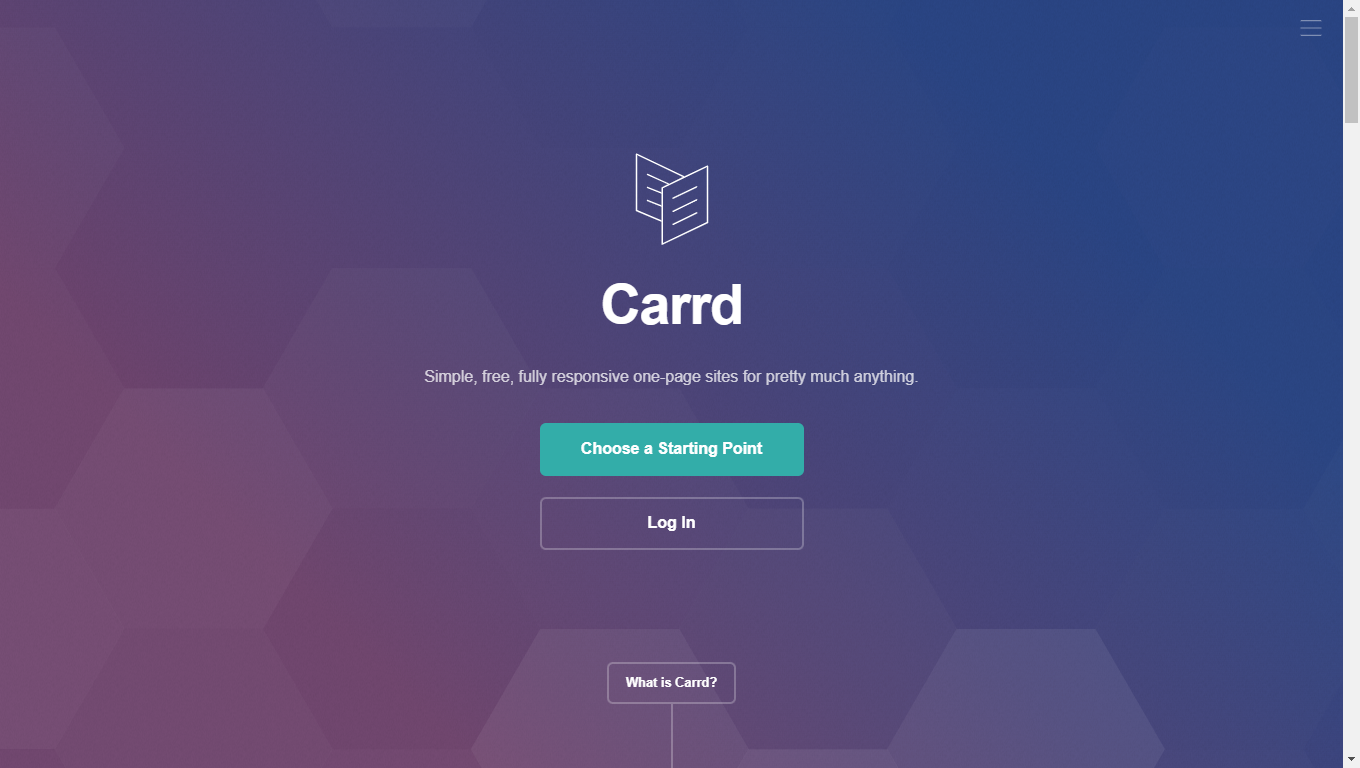 Carrd
Simple, free, fully responsive one-page sites for pretty much anything.
Choose a Starting Point
Log In
What is Carrd?